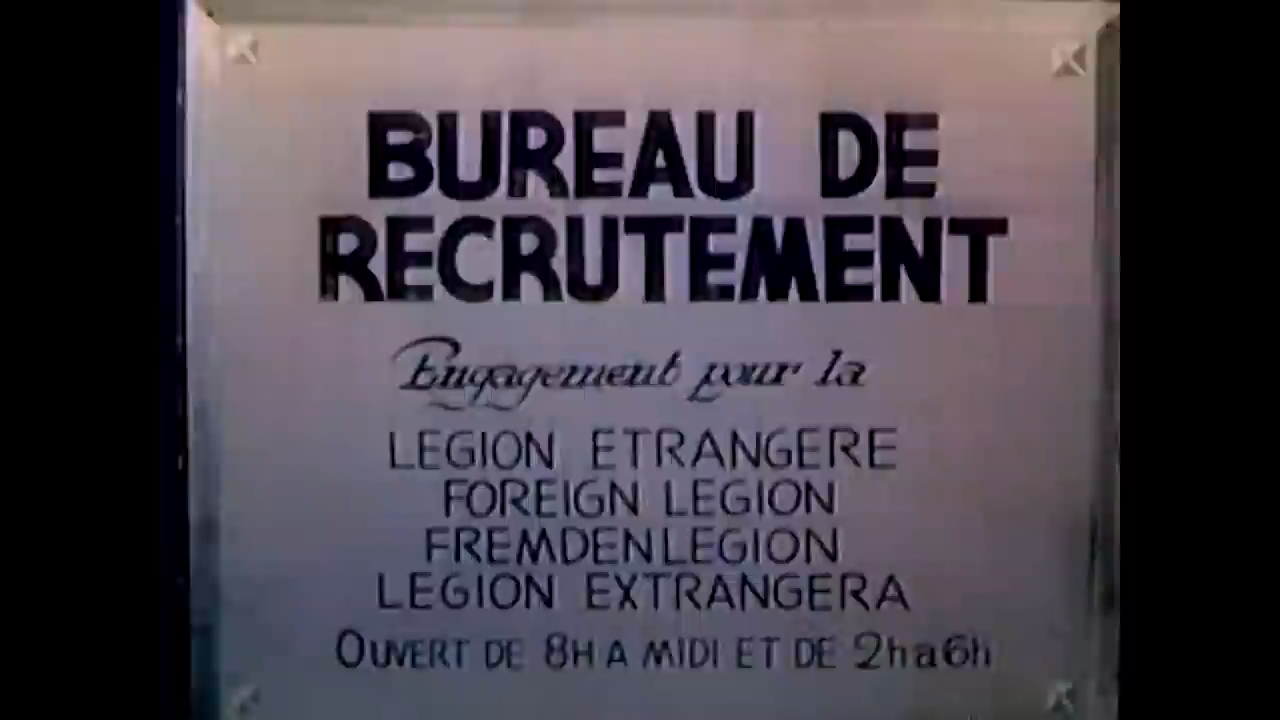 BUREAU DE
RECRUTEMENT
Engagement pour la
LEGION ETRANGERE
FOREIGN LEGION
FREMDENLEGION
LEGION EXTRANGERA
OUVERT DE 8H A MIDI ET DE 2h a 6h